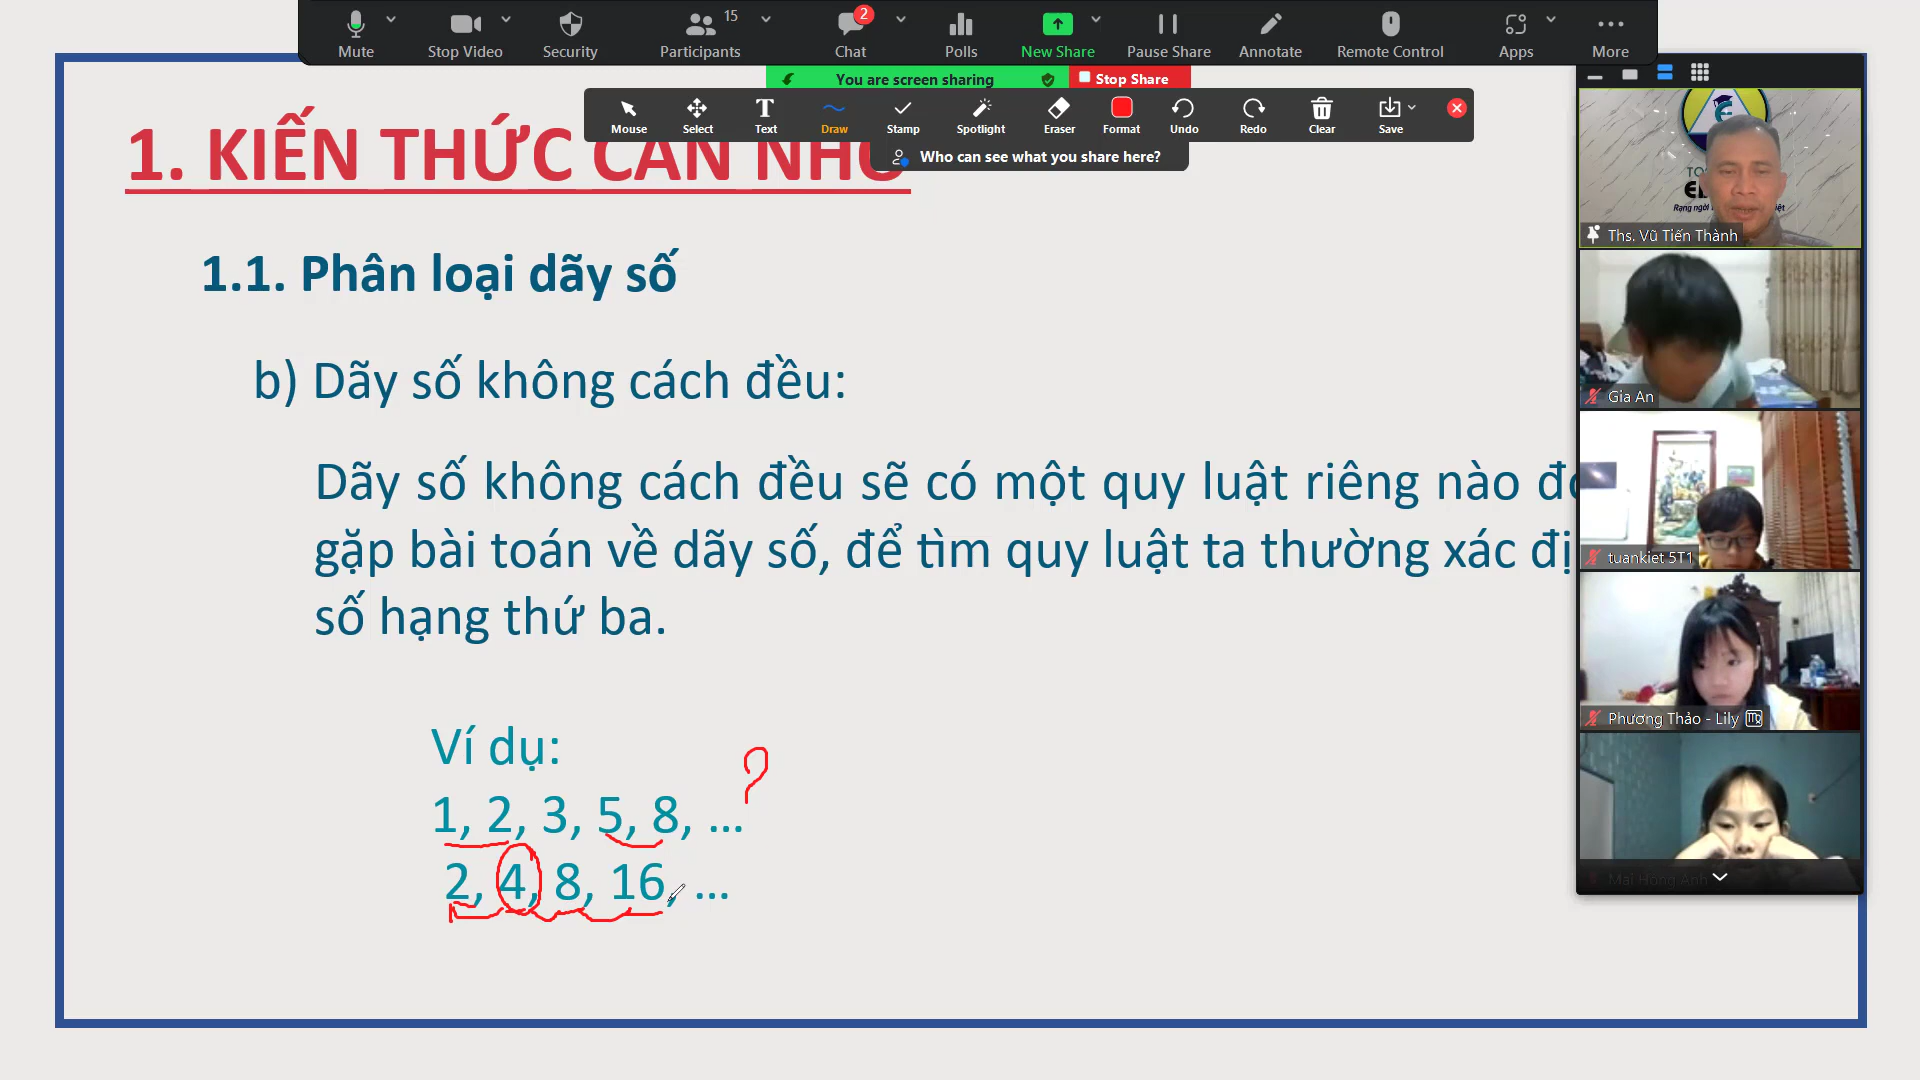 15
2
Mute
Stop Video
Security
Participants
Chat
Polls
New Share
Pause Share
Annotate
Remote Control
Apps
More
You are screen sharing
Stop Share
Mouse
Select
Text
Draw
Stamp
Spotlight
Eraser
Format
Undo
Redo
Clear
Save
Who can see what you share here?
1. KIẾN THỨC CẦN NHỚ
1.1. Phân loại dãy số
b) Dãy số không cách đều:
Dãy số không cách đều sẽ có một quy luật riêng nào
gặp bài toán về dãy số, để tìm quy luật ta thường xác
số hạng thứ ba.
Ví dụ:
?
1, 2, 3, 5, 8, ...
2, 4, 8, 16, ...
Ths. Vũ Tiến Thành
Gia An
tuankiet 5T1
Phương Thảo - Lily
Mai Hong Anh